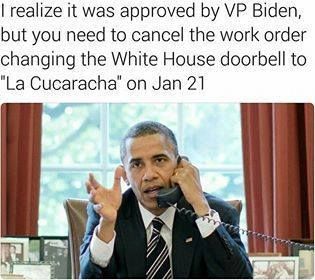 I realize it was approved by VP Biden,
but you need to cancel the work order
changing the White House doorbell to
"La Cucaracha" on Jan 21